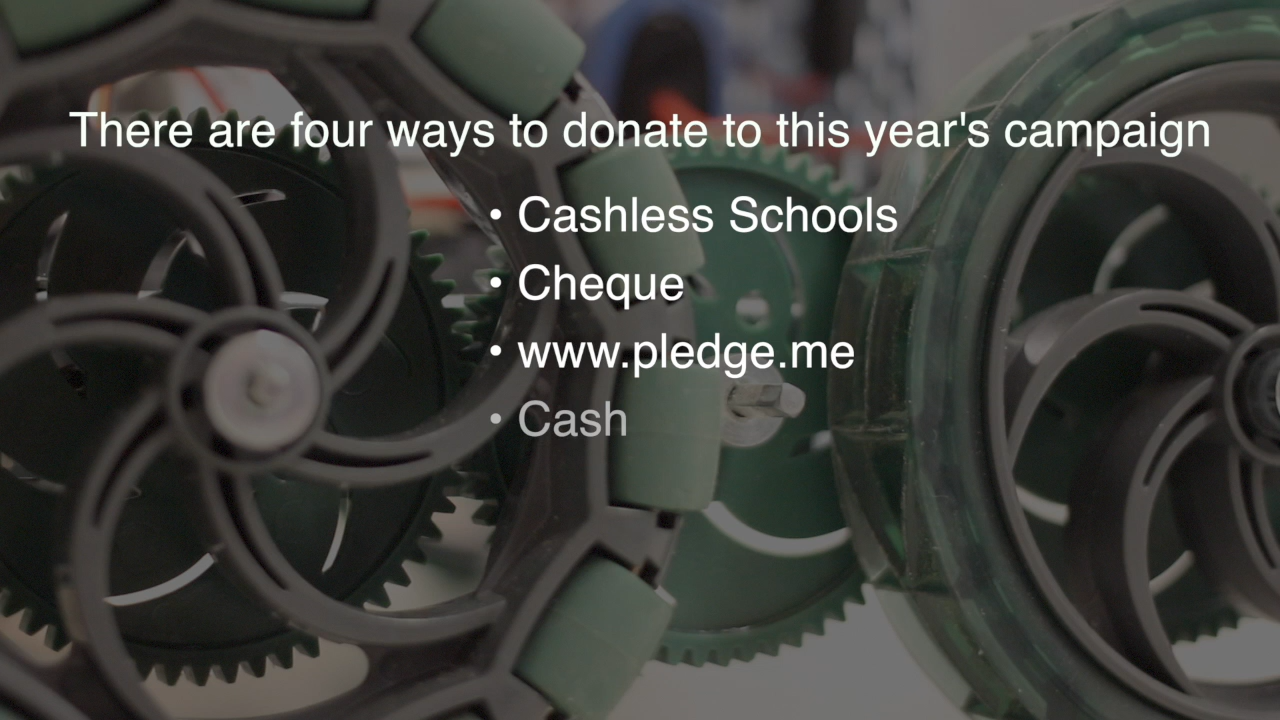 There are four ways to donate to this year's campaign
• Cashless Schools
• Cheque
• www.pledge.me
• Cash